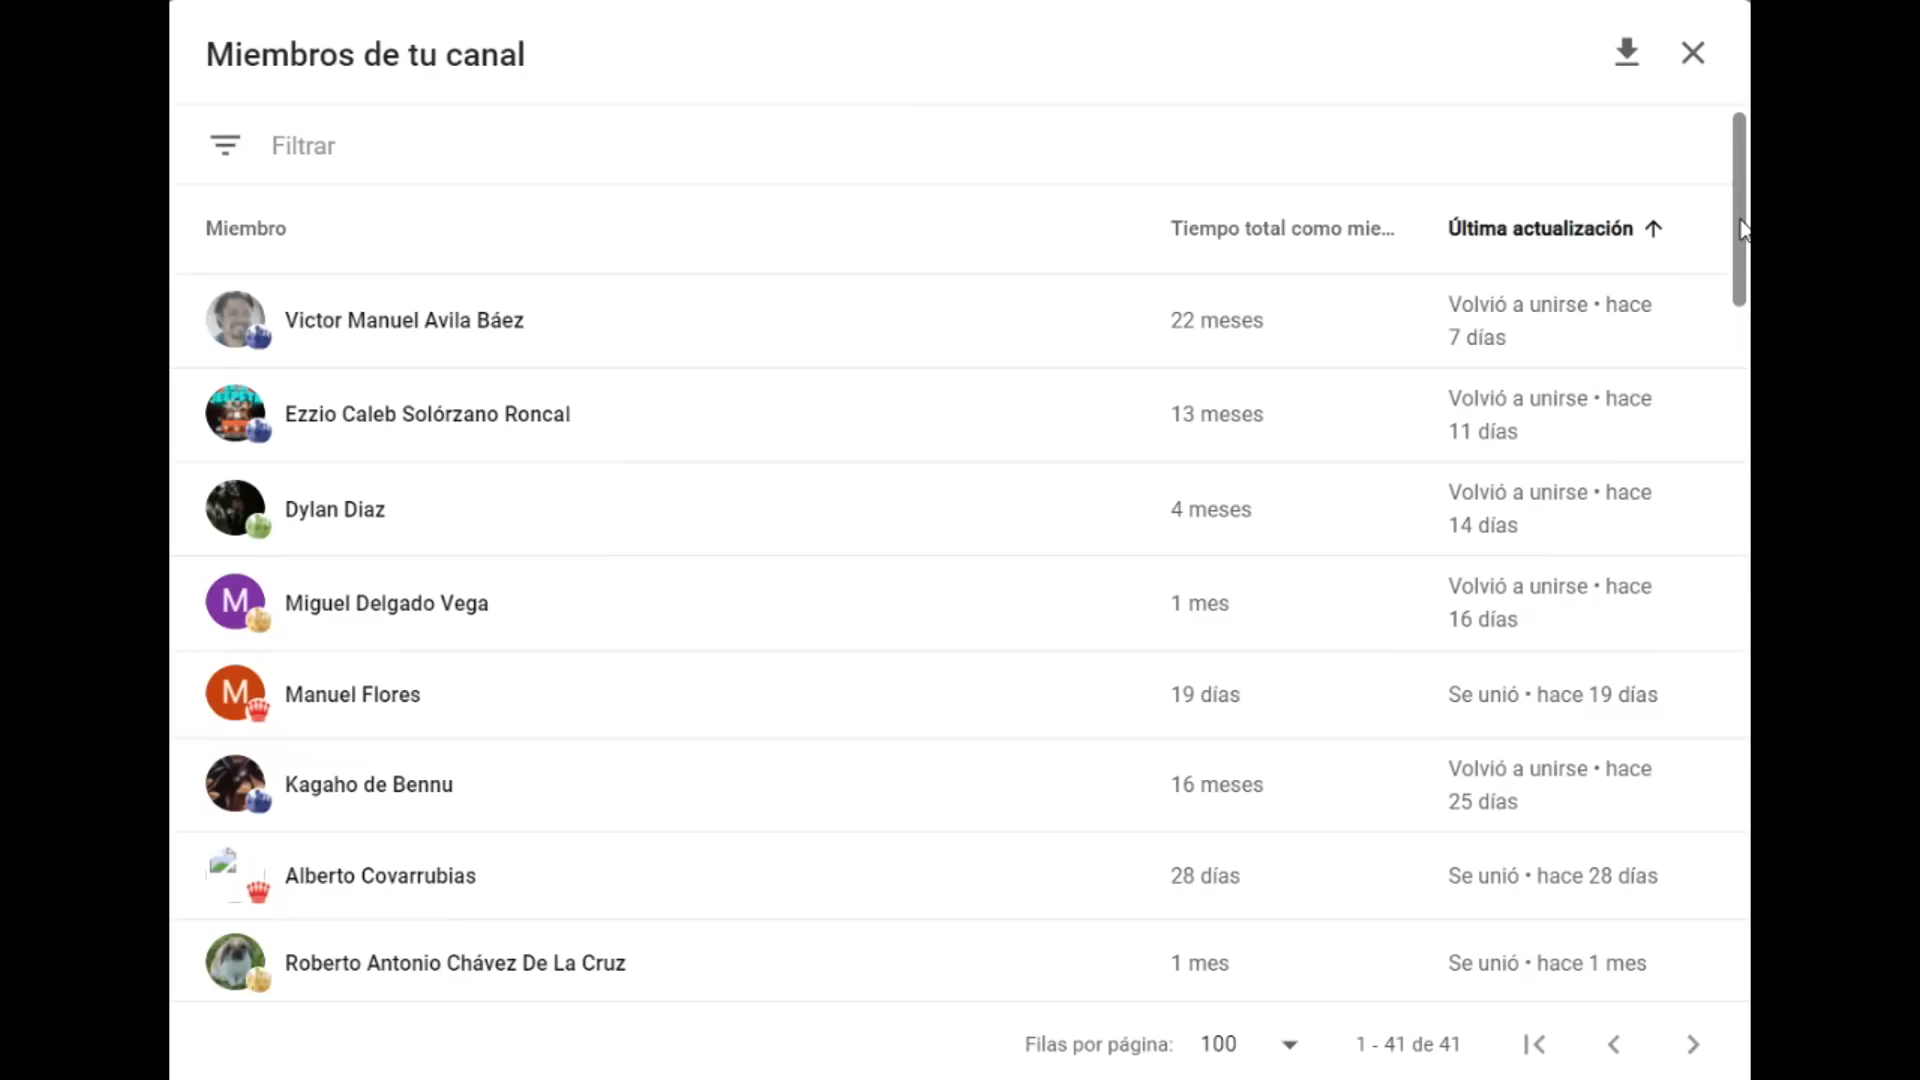 Miembros de tu canal
Filtrar
Miembro
Tiempo total como mie...
Última actualización
Victor Manuel Avila Báez
22 meses
Volvió a unirse • hace
7 días
Ezzio Caleb Solórzano Roncal
13 meses
Volvió a unirse • hace
11 días
Dylan Diaz
4 meses
Volvió a unirse • hace
14 días
M
Miguel Delgado Vega
1 mes
Volvió a unirse • hace
16 días
M
Manuel Flores
19 días
Se unió • hace 19 días
Kagaho de Bennu
16 meses
Volvió a unirse • hace
25 días
Alberto Covarrubias
28 días
Se unió • hace 28 días
Roberto Antonio Chávez De La Cruz
1 mes
Se unió • hace 1 mes
Filas por página:
100
1 - 41 de 41